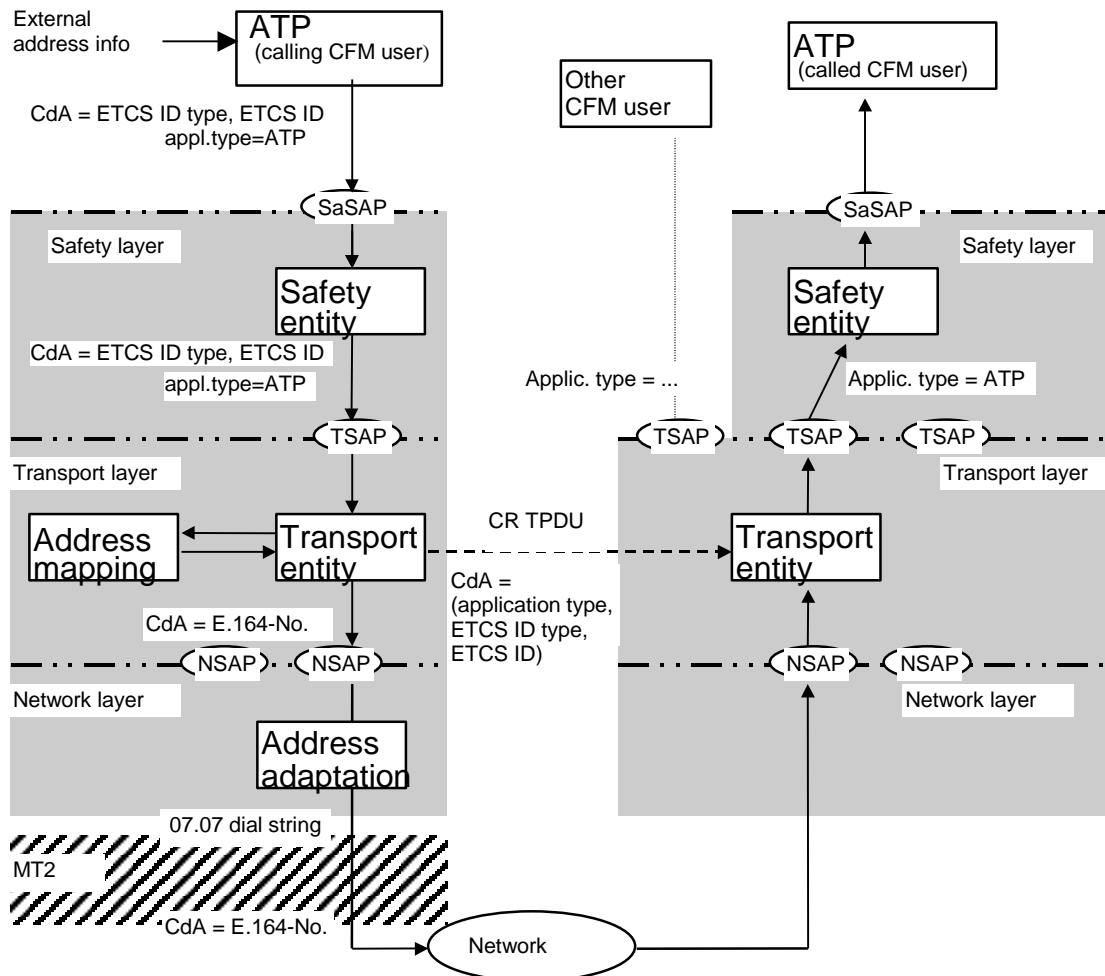 External
address info
ATP
(calling CFM user)
ATP
(called CFM user)
Other
CFM user
CdA = ETCS ID type, ETCS ID
appl.type=ATP
SaSAP
SaSAP
Safety layer
Safety layer
Safety
entity
Safety
entity
CdA = ETCS ID type, ETCS ID
appl.type=ATP
Applic. type = ...
Applic. type = ATP
TSAP
TSAP
TSAP
TSAP
Transport layer
Transport layer
Address
mapping
Transport
entity
CR TPDU
Transport
entity
CdA =
(application type,
ETCS ID type,
ETCS ID)
CdA = E.164-No.
NSAP
NSAP
NSAP
NSAP
Network layer
Network layer
Address
adaptation
07.07 dial string
MT2
CdA = E.164-No.
Network